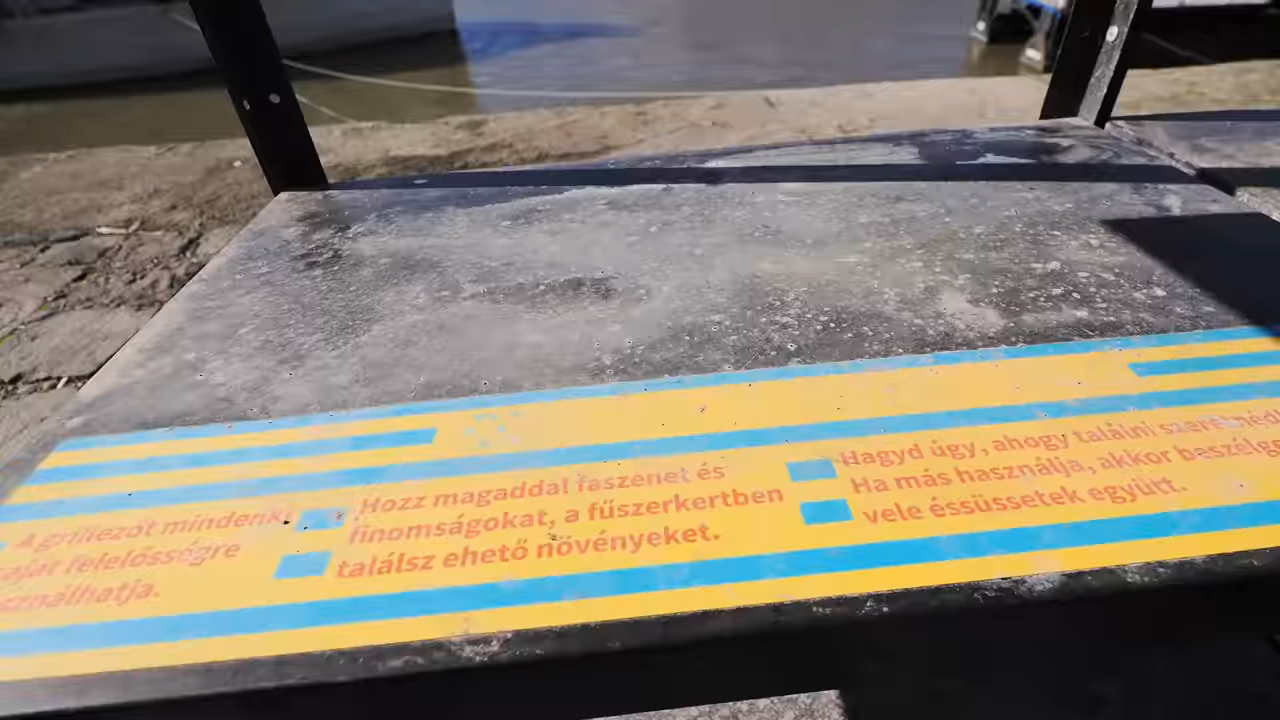 A grillezőt mindenki
saját felelősségre
használhatja.
Hozz magaddal faszenet és
finomságokat, a fűszerkertben
találsz ehető növényeket.
Hagyd úgy, ahogy találni szeretnéd
Ha más használja, akkor beszélge
vele éssüssetek együtt.